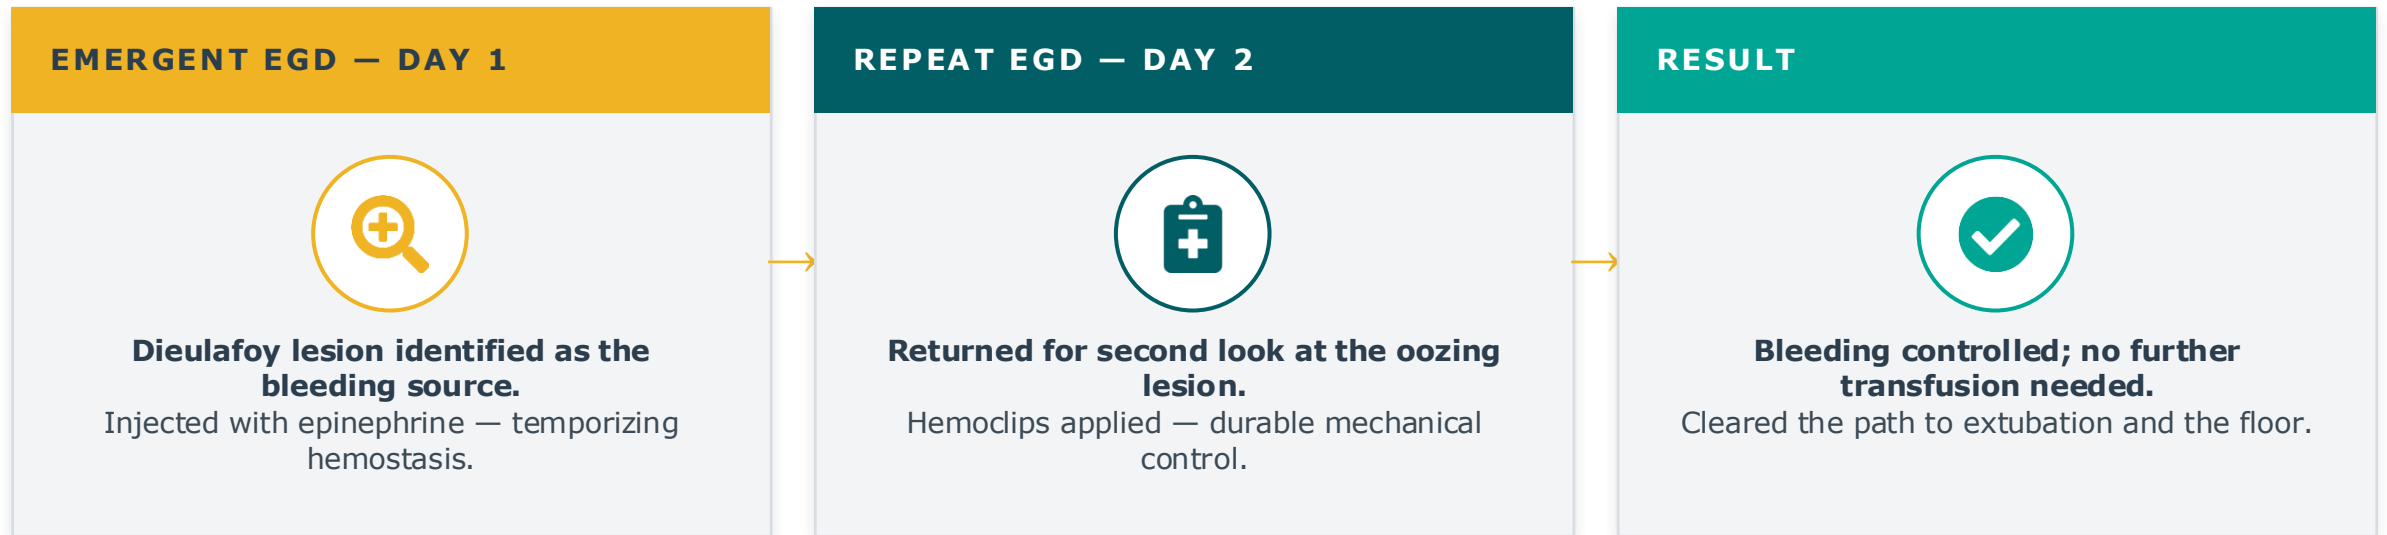 EMERGENT EGD — DAY 1
Dieulafoy lesion identified as the
bleeding source.
Injected with epinephrine — temporizing
hemostasis.
REPEAT EGD — DAY 2
Returned for second look at the oozing
lesion.
Hemoclips applied — durable mechanical
control.
RESULT
Bleeding controlled; no further
transfusion needed.
Cleared the path to extubation and the floor.